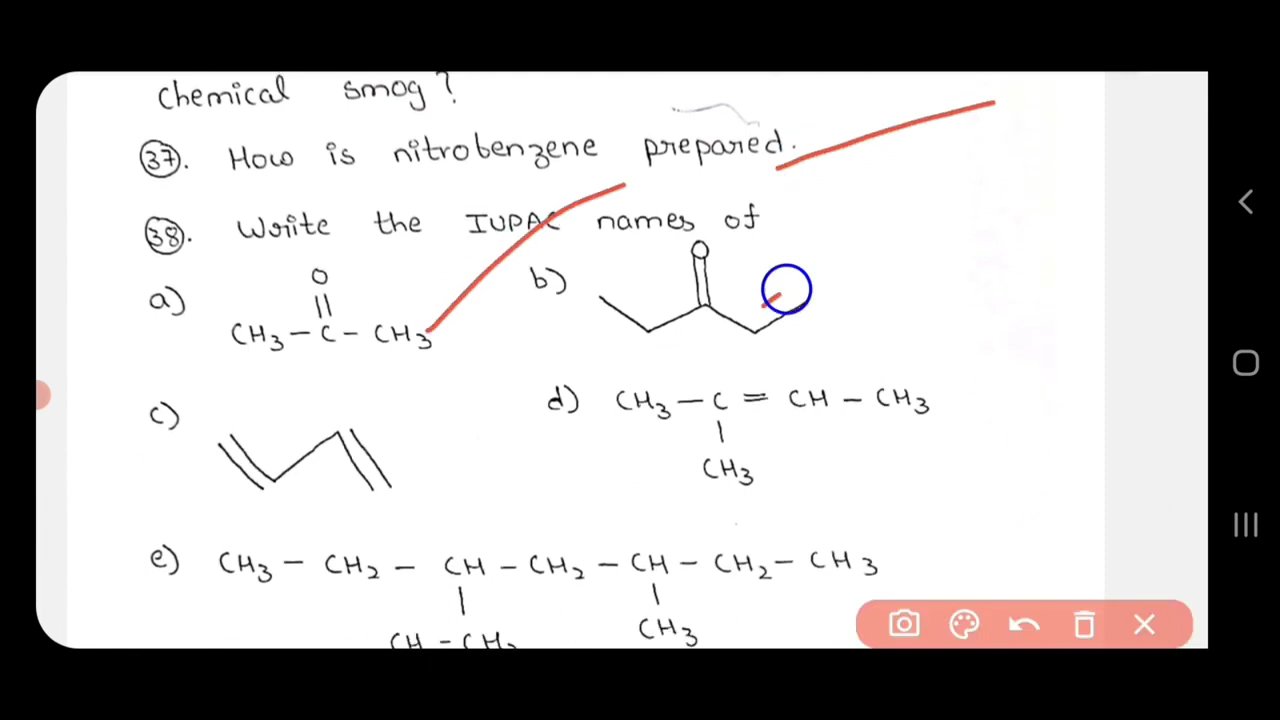 chemical smog?
37. How is nitrobenzene prepared.
38. Write the IUPAC names of
a) CH3 – C – CH3
O
b) O
c)
d) CH3 – C = CH – CH3
CH3
e) CH3 – CH2 – CH – CH2 – CH – CH2 – CH3
CH3